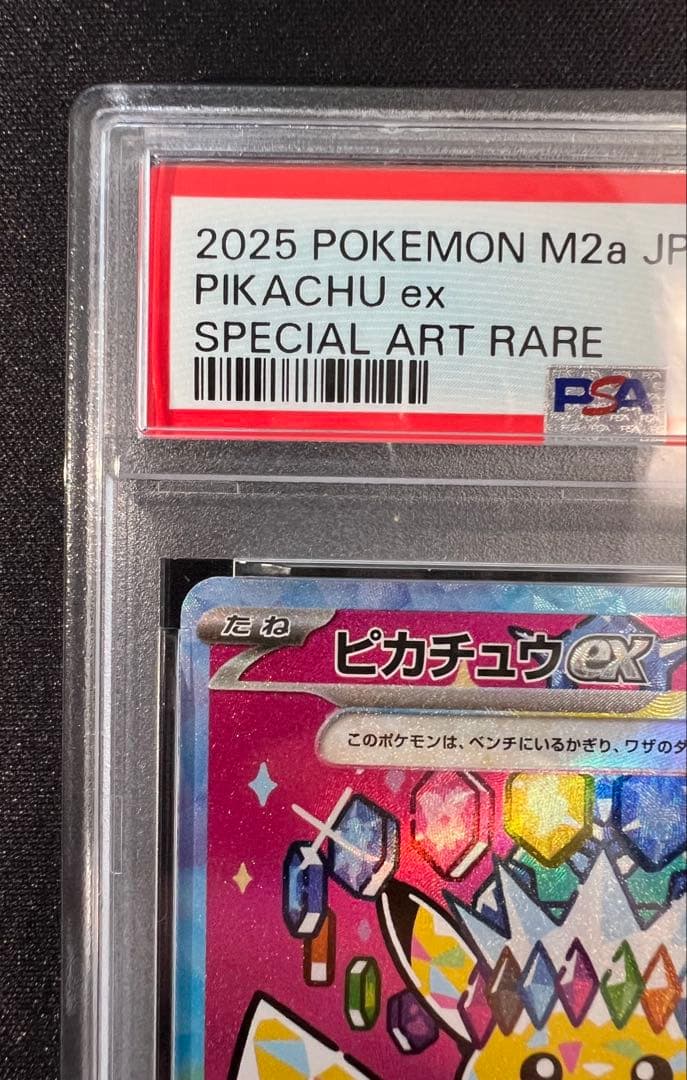 2025 POKEMON M2a JP
PIKACHU ex
SPECIAL ART RARE
PSA
たね
ピカチュウex
このポケモンは、ベンチにいるかぎり、ワザのダ